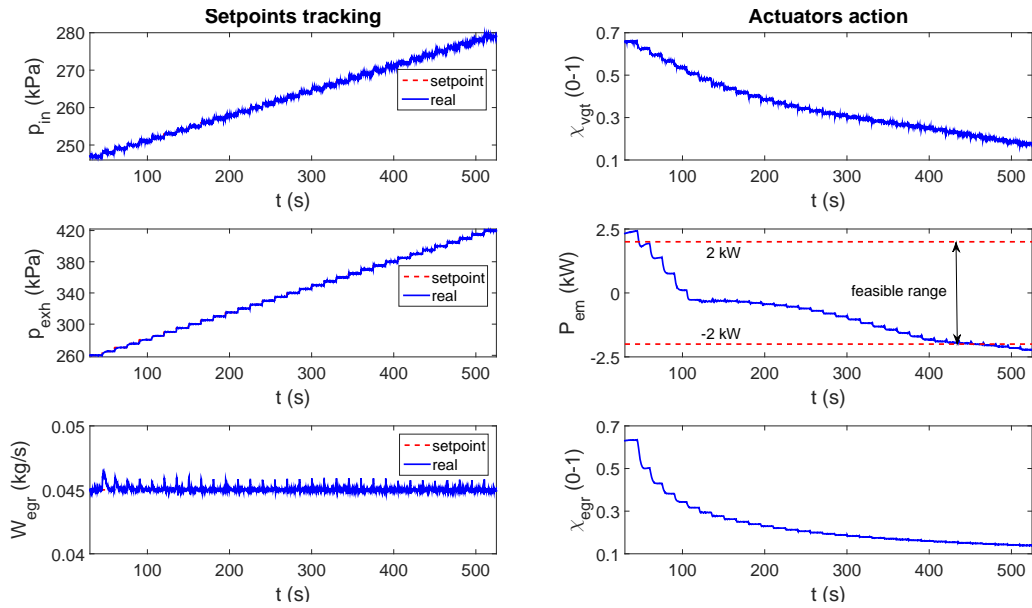 Setpoints tracking
280
270
260
250
p_in (kPa)
setpoint
real
100 200 300 400 500
t (s)
Actuators action
0.7
0.5
0.3
0.1
χ_vgt (0-1)
100 200 300 400 500
t (s)
420
380
340
300
260
p_exh (kPa)
setpoint
real
100 200 300 400 500
t (s)
2.5
0
-2.5
P_em (kW)
2 kW
feasible range
-2 kW
100 200 300 400 500
t (s)
0.05
0.045
0.04
W_egr (kg/s)
setpoint
real
100 200 300 400 500
t (s)
0.7
0.5
0.3
0.1
χ_egr (0-1)
100 200 300 400 500
t (s)